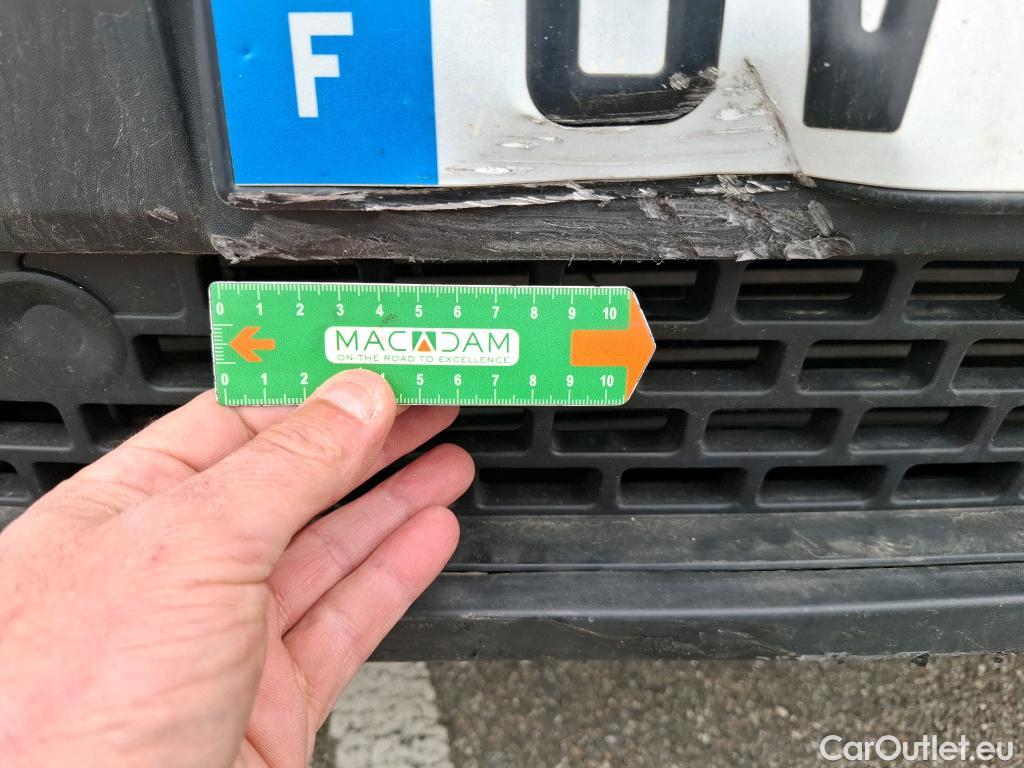 F
0 1 2 3 4 5 6 7 8 9 10
MACADAM
ON THE ROAD TO EXCELLENCE
0 1 2 4 5 6 7 8 9 10
CarOutlet.eu